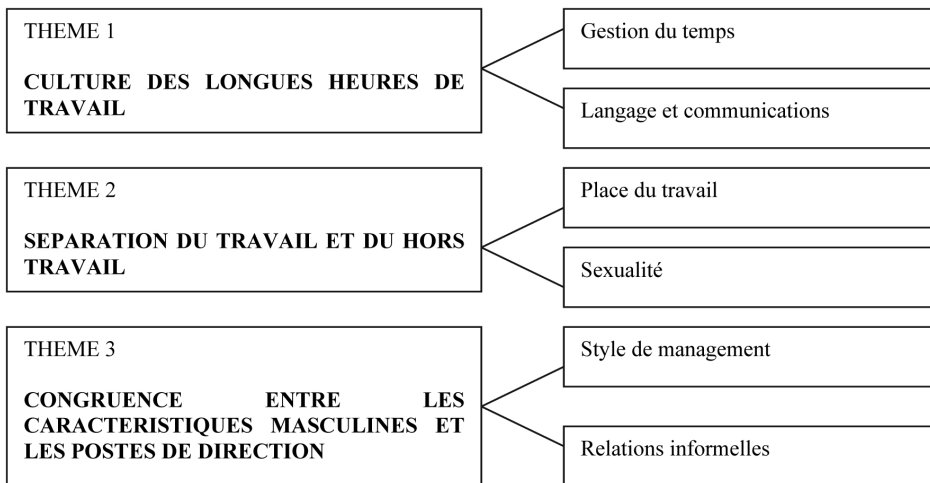 THEME 1
CULTURE DES LONGUES HEURES DE
TRAVAIL
Gestion du temps
Langage et communications
THEME 2
SEPARATION DU TRAVAIL ET DU HORS
TRAVAIL
Place du travail
Sexualité
THEME 3
CONGRUENCE ENTRE LES
CARACTERISTIQUES MASCULINES ET
LES POSTES DE DIRECTION
Style de management
Relations informelles